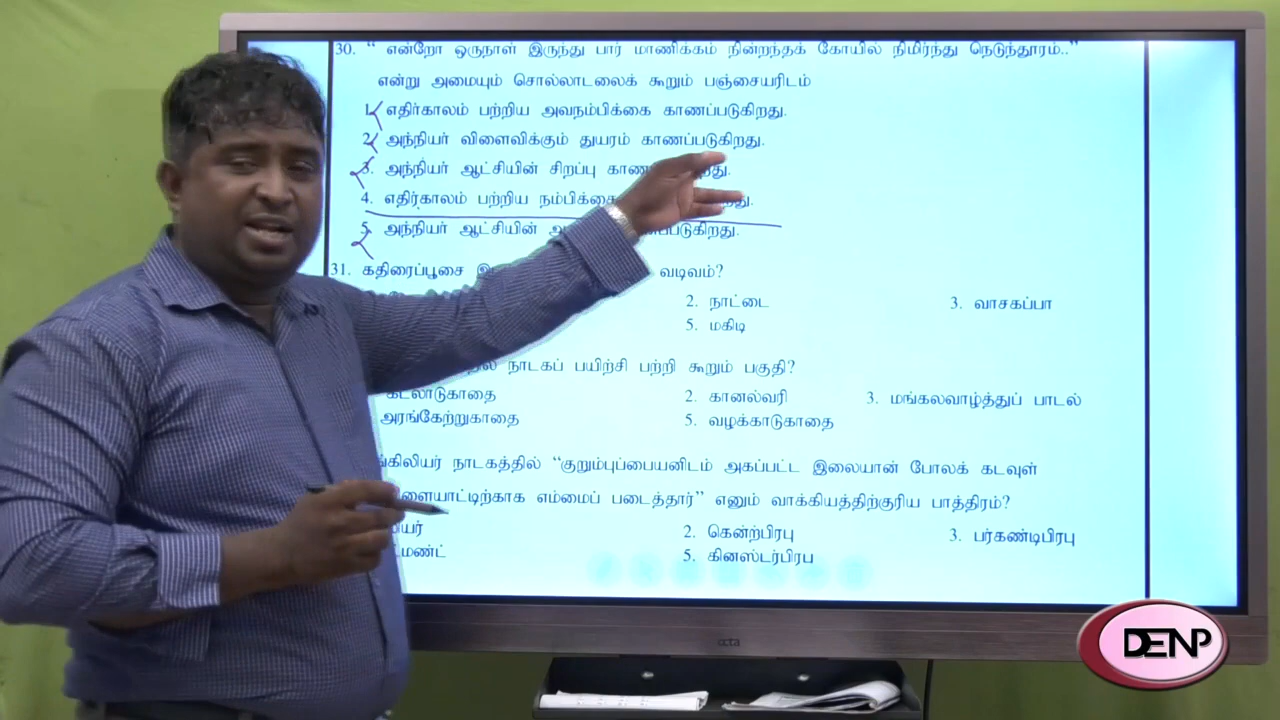 30. “ என்றோ ஒருநாள் இருந்து பார் மாணிக்கம் நின்றந்தக் கோயில் நிமிர்ந்து நெடுந்தூரம்..”
என்று அமையும் சொல்லாடலைக் கூறும் பஞ்சையரிடம்
1. எதிர்காலம் பற்றிய அவநம்பிக்கை காணப்படுகிறது.
2. அந்நியர் விளைவிக்கும் துயரம் காணப்படுகிறது.
3. அந்நியர் ஆட்சியின் சிறப்பு
4. எதிர்காலம் பற்றிய நம்பிக்கை
5. அந்நியர் ஆட்சியின்
31. கதிரைப்பூசை வடிவம்?
2. நாட்டை 3. வாசகப்பா
5. மகிடி
நாடகப் பயிற்சி பற்றி கூறும் பகுதி?
கடலாடுகாதை 2. கானல்வரி 3. மங்கலவாழ்த்துப் பாடல்
அரங்கேற்றுகாதை 5. வழக்காடுகாதை
நாடகத்தில் “குறும்புப்பையனிடம் அகப்பட்ட இலையான் போலக் கடவுள்
எம்மைப் படைத்தார்” எனும் வாக்கியத்திற்குரிய பாத்திரம்?
2. கென்ற்பிரபு 3. பர்கண்டிபிரபு
5. கினஸ்டர்பிரப
DENP